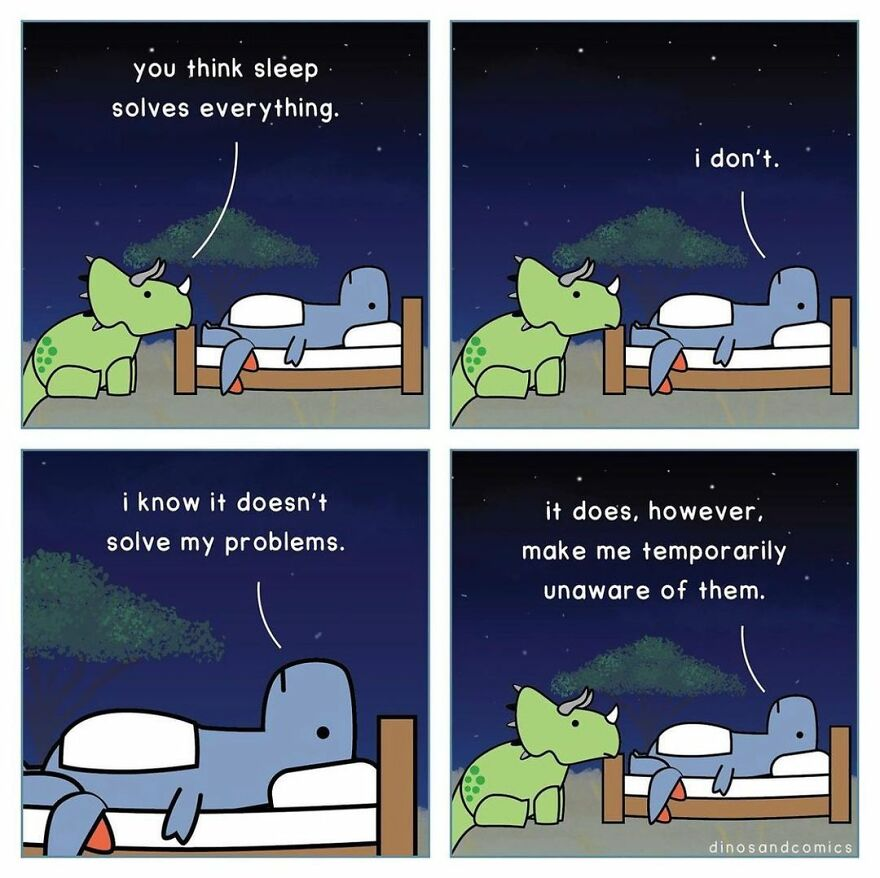 you think sleep
solves everything.
i don't.
i know it doesn't
solve my problems.
it does, however,
make me temporarily
unaware of them.
dinosandcomics